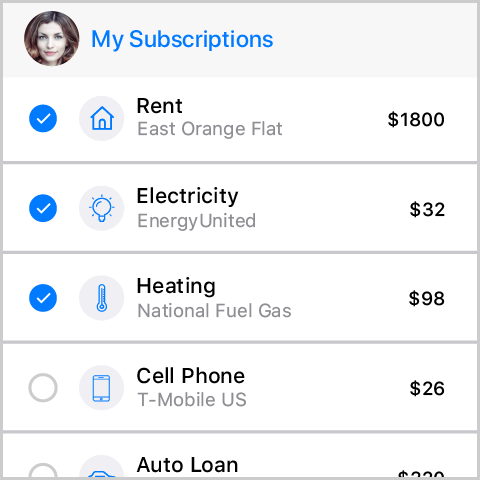 My Subscriptions
Rent
East Orange Flat
$1800
Electricity
EnergyUnited
$32
Heating
National Fuel Gas
$98
Cell Phone
T-Mobile US
$26
Auto Loan